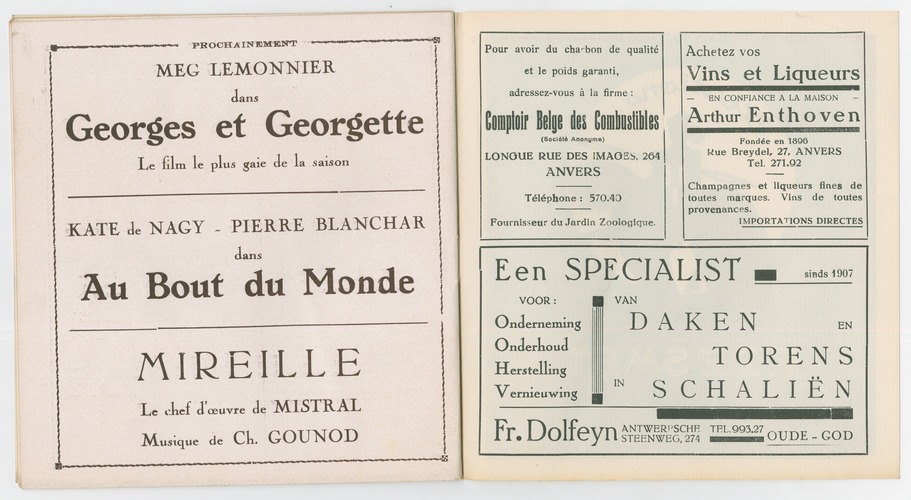 PROCHAINEMENT
MEG LEMONNIER
dans
Georges et Georgette
Le film le plus gaie de la saison
KATE de NAGY - PIERRE BLANCHAR
dans
Au Bout du Monde
MIREILLE
Le chef d'œuvre de MISTRAL
Musique de Ch. GOUNOD
Pour avoir du charbon de qualité
et le poids garanti,
adressez-vous à la firme :
Comptoir Belge des Combustibles
(Société Anonyme)
LONGUE RUE DES IMAGES, 264
ANVERS
Téléphone : 570.40
Fournisseur du Jardin Zoologique.
Achetez vos
Vins et Liqueurs
— EN CONFIANCE A LA MAISON —
Arthur Enthoven
Fondée en 1896
Rue Breydel, 27, ANVERS
Tel. 271.02
Champagnes et liqueurs fines de
toutes marques. Vins de toutes
provenances.
IMPORTATIONS DIRECTES
Een SPECIALIST
sinds 1907
VOOR :
Onderneming
Onderhoud
Herstelling
Vernieuwing
VAN
DAKEN EN
TORENS
IN SCHALIËN
Fr. Dolfeyn
ANTWERPSCHE
STEENWEG, 274
TEL. 993,27
OUDE - GOD